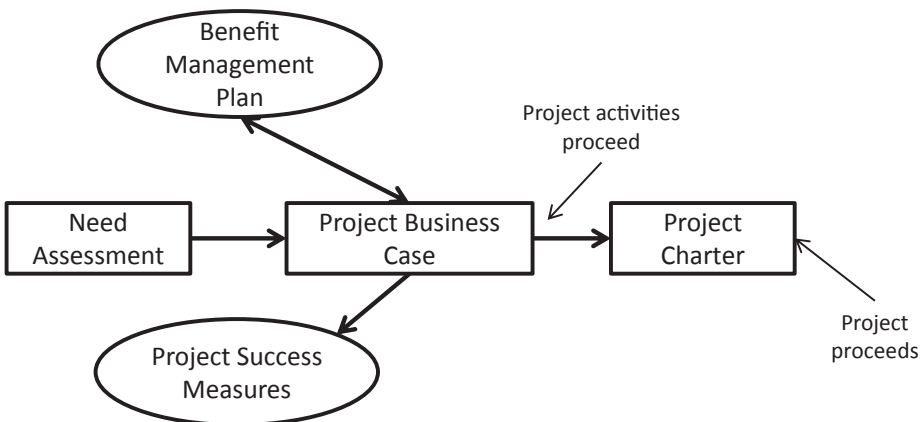 Benefit
Management
Plan
Project activities
proceed
Need
Assessment
Project Business
Case
Project
Charter
Project Success
Measures
Project
proceeds